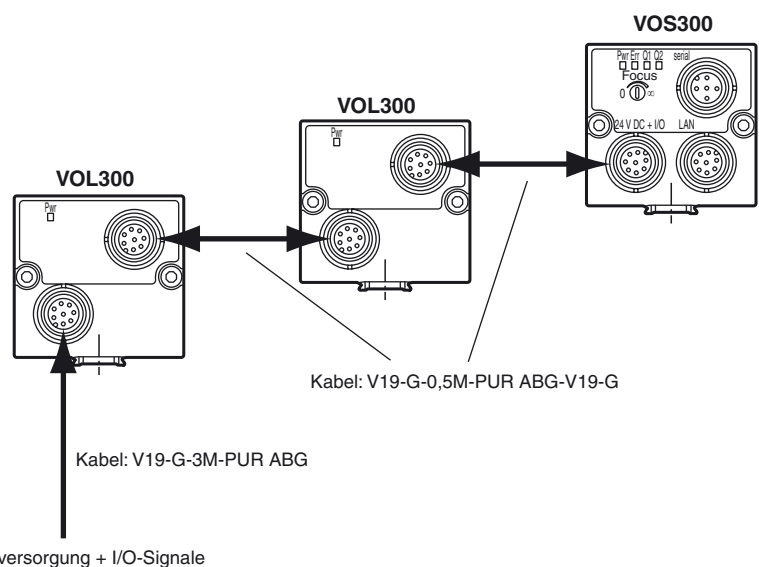 VOS300
Pwr Err Q1 Q2 serial
Focus
0 ∞
24 V DC + I/O LAN
VOL300
Pwr
VOL300
Pwr
Kabel: V19-G-0,5M-PUR ABG-V19-G
Kabel: V19-G-3M-PUR ABG
versorgung + I/O-Signale